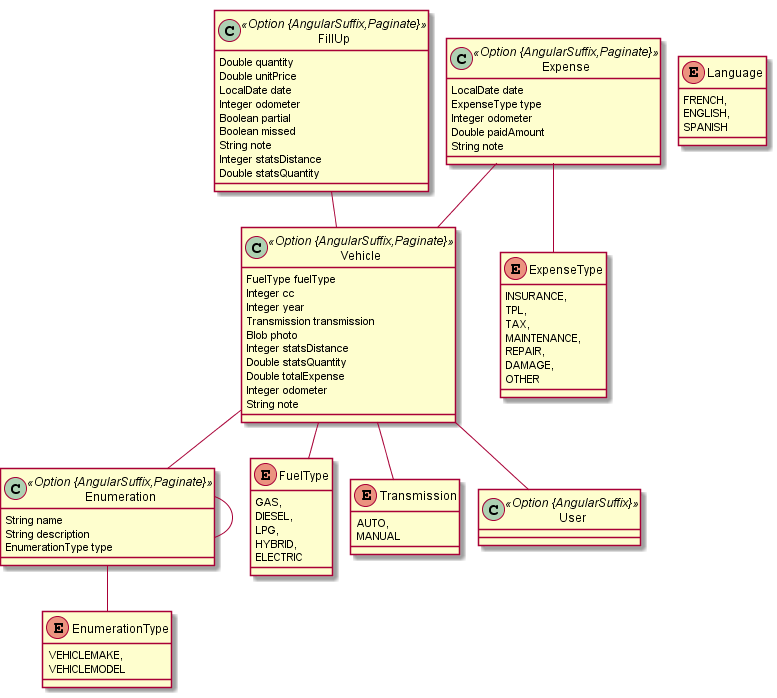 C «Option {AngularSuffix,Paginate}»
FillUp
Double quantity
Double unitPrice
LocalDate date
Integer odometer
Boolean partial
Boolean missed
String note
Integer statsDistance
Double statsQuantity
C «Option {AngularSuffix,Paginate}»
Expense
LocalDate date
ExpenseType type
Integer odometer
Double paidAmount
String note
E Language
FRENCH,
ENGLISH,
SPANISH
C «Option {AngularSuffix,Paginate}»
Vehicle
FuelType fuelType
Integer cc
Integer year
Transmission transmission
Blob photo
Integer statsDistance
Double statsQuantity
Double totalExpense
Integer odometer
String note
E ExpenseType
INSURANCE,
TPL,
TAX,
MAINTENANCE,
REPAIR,
DAMAGE,
OTHER
C «Option {AngularSuffix,Paginate}»
Enumeration
String name
String description
EnumerationType type
E FuelType
GAS,
DIESEL,
LPG,
HYBRID,
ELECTRIC
E Transmission
AUTO,
MANUAL
C «Option {AngularSuffix}»
User
E EnumerationType
VEHICLEMAKE,
VEHICLEMODEL